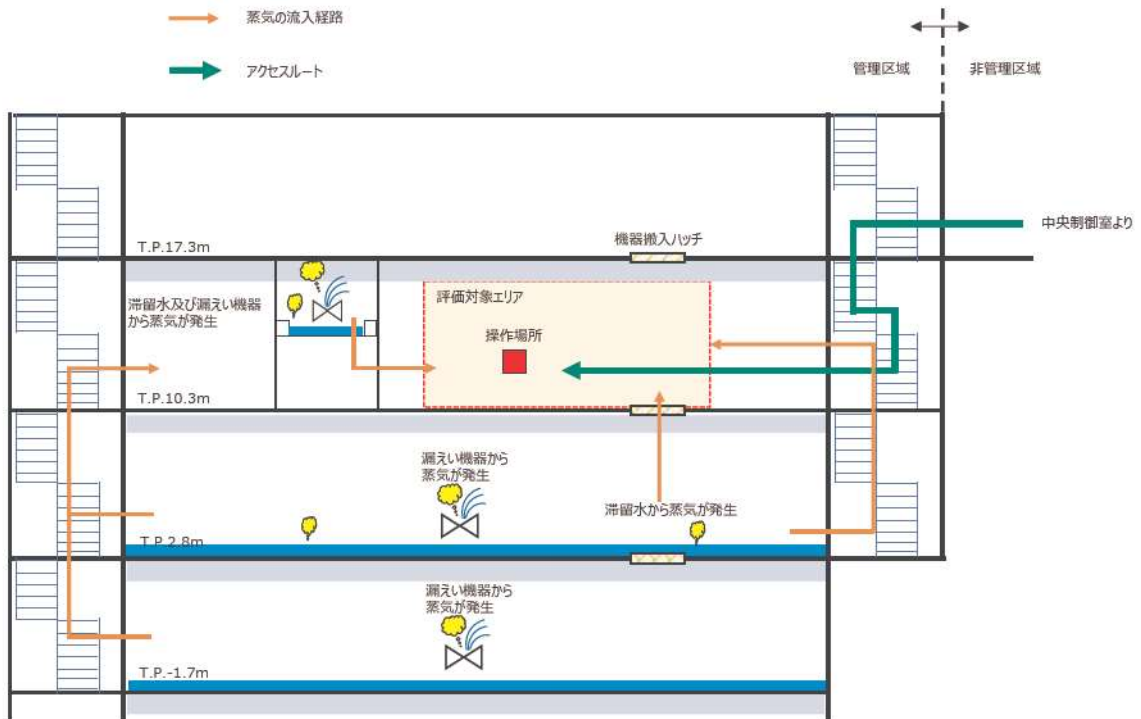 蒸気の流入経路
アクセスルート
管理区域
非管理区域
中央制御室より
T.P.17.3m
機器搬入ハッチ
滞留水及び漏えい機器
から蒸気が発生
評価対象エリア
操作場所
T.P.10.3m
漏えい機器から
蒸気が発生
滞留水から蒸気が発生
T.P.2.8m
漏えい機器から
蒸気が発生
T.P.-1.7m